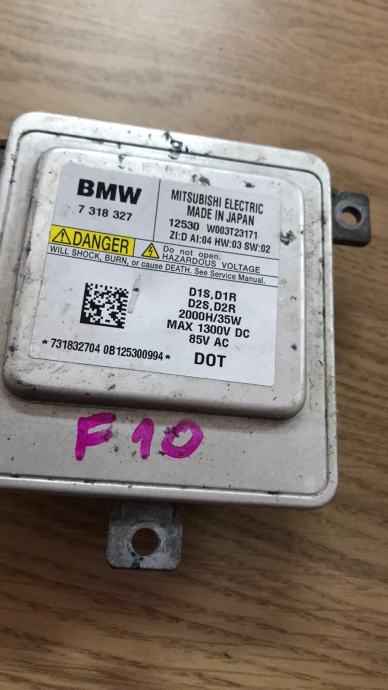 BMW
7 318 327
MITSUBISHI ELECTRIC
MADE IN JAPAN
12530 W003T23171
ZI:D AI:04 HW:03 SW:02
DANGER
Do not open.
HAZARDOUS VOLTAGE
WILL SHOCK, BURN, or cause DEATH. See Service Manual.
D1S,D1R
D2S,D2R
2000H/35W
MAX 1300V DC
85V AC
*731832704 0B125300994*
DOT
F10